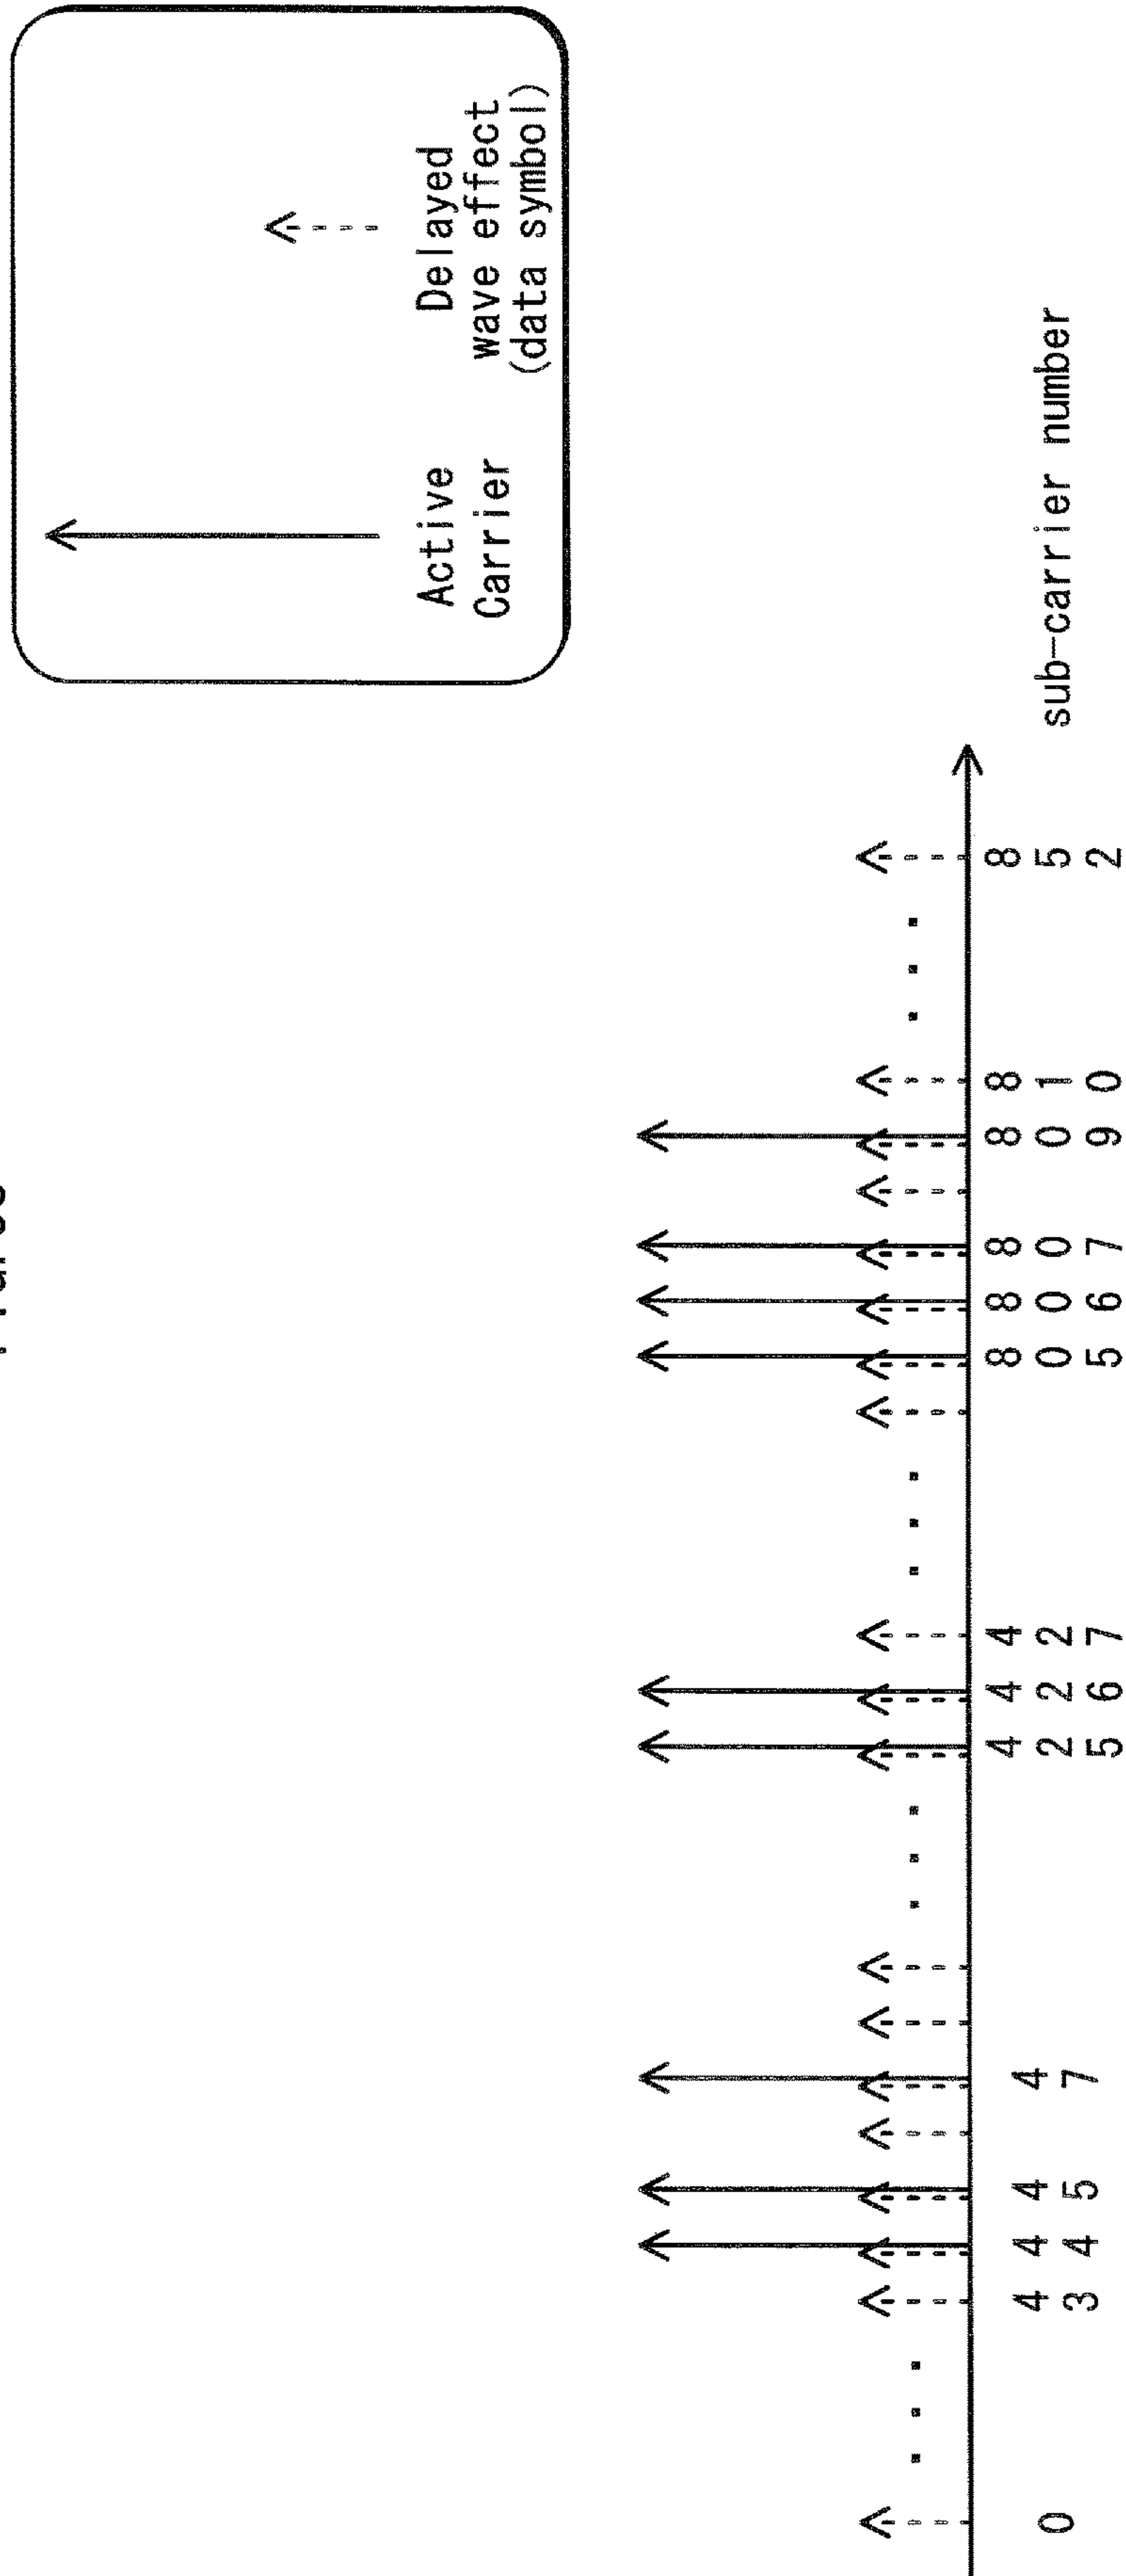 Active
Carrier
Delayed
wave effect
(data symbol)
0
43
44
45
47
425
426
427
805
806
807
809
810
852
sub-carrier number